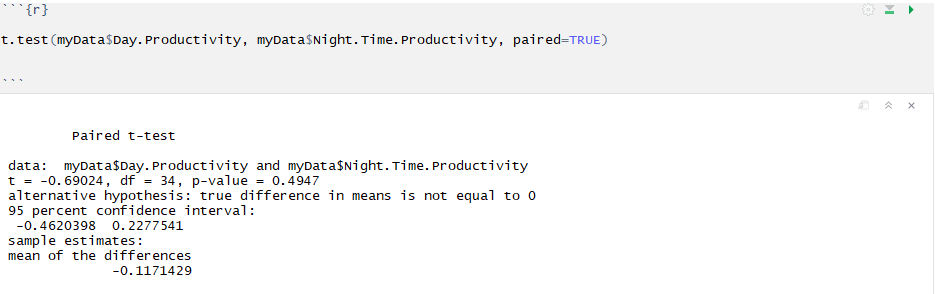 ```{r}
t.test(myData$Day.Productivity, myData$Night.Time.Productivity, paired=TRUE)
```
Paired t-test
data:  myData$Day.Productivity and myData$Night.Time.Productivity
t = -0.69024, df = 34, p-value = 0.4947
alternative hypothesis: true difference in means is not equal to 0
95 percent confidence interval:
-0.4620398  0.2277541
sample estimates:
mean of the differences
-0.1171429